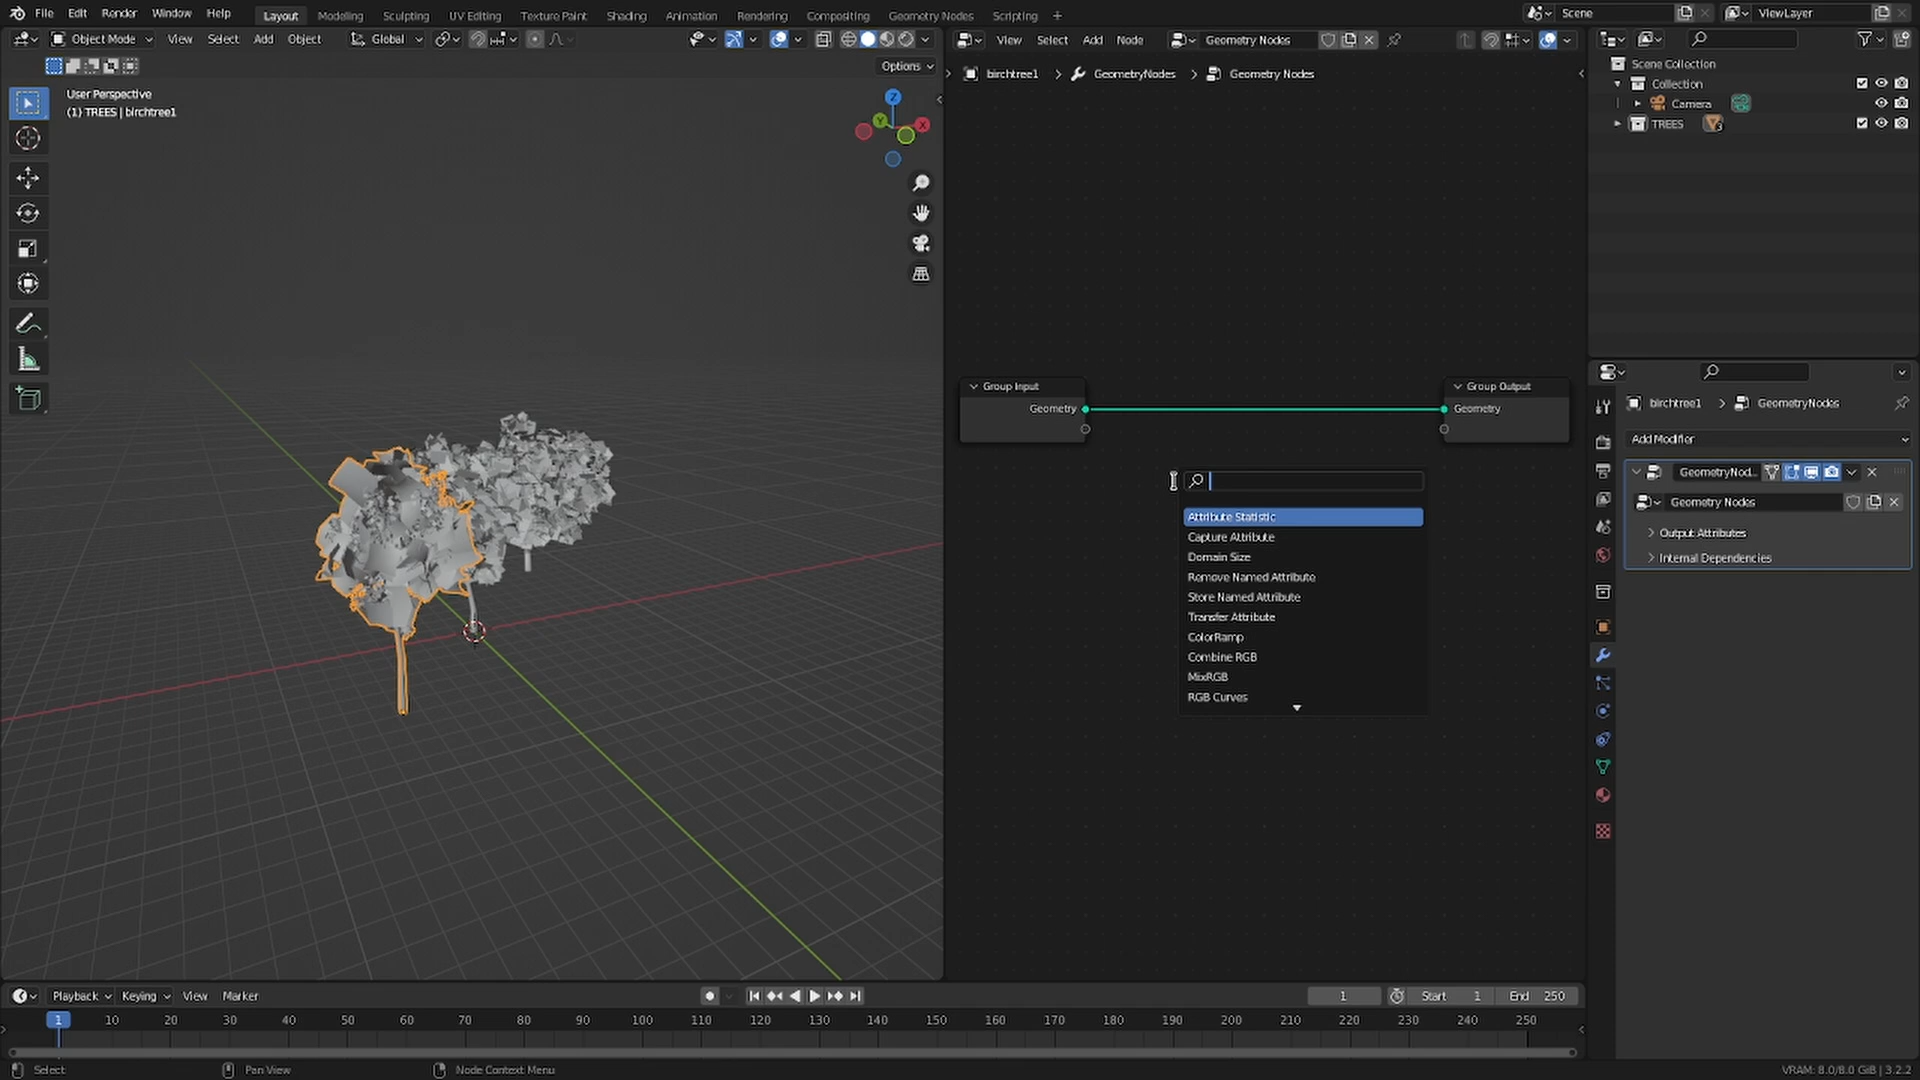 File Edit Render Window Help Layout Modeling Sculpting UV Editing Texture Paint Shading Animation Rendering Compositing Geometry Nodes Scripting + Scene ViewLayer
Object Mode View Select Add Object Global View Select Add Node Geometry Nodes
Options
birchtree1 > GeometryNodes > Geometry Nodes
User Perspective
(1) TREES | birchtree1
Z
Y
X
Scene Collection
Collection
Camera
TREES
3
Group Input
Geometry
Group Output
Geometry
Attribute Statistic
Capture Attribute
Domain Size
Remove Named Attribute
Store Named Attribute
Transfer Attribute
ColorRamp
Combine RGB
MixRGB
RGB Curves
birchtree1 > GeometryNodes
Add Modifier
GeometryNod...
Geometry Nodes
Output Attributes
Internal Dependencies
Playback Keying View Marker 1 Start 1 End 250
1 10 20 30 40 50 60 70 80 90 100 110 120 130 140 150 160 170 180 190 200 210 220 230 240 250
Select Pan View Node Context Menu VRAM: 8.0/8.0 GiB | 3.2.2